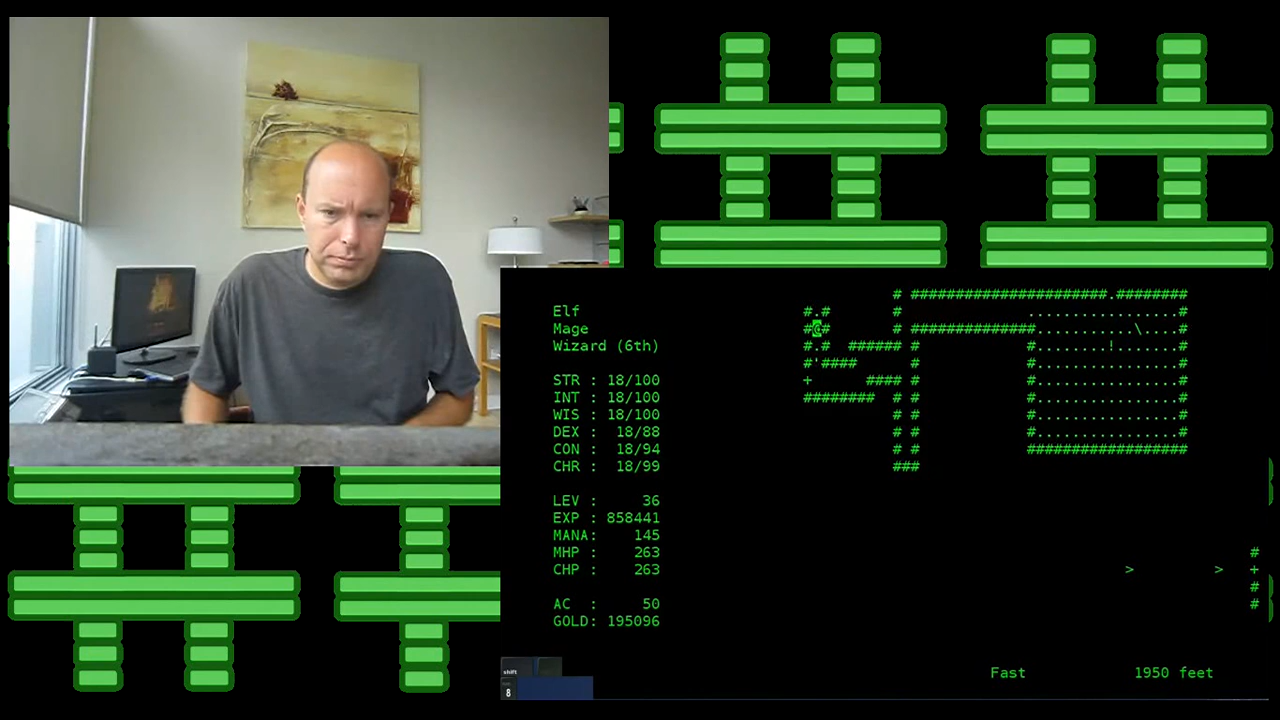 Elf
Mage
Wizard (6th)
STR : 18/100
INT : 18/100
WIS : 18/100
DEX : 18/88
CON : 18/94
CHR : 18/99
LEV : 36
EXP : 858441
MANA: 145
MHP : 263
CHP : 263
AC : 50
GOLD: 195096
# ######################.########
#.# # .................
#@# # ##############............\....#
#.# ###### # #........!.......#
#'#### # #................#
+ #### # #................#
######## # # #................#
# # #................#
# # #................#
# # ##################
###
#
> > +
#
#
Fast 1950 feet
shift
8